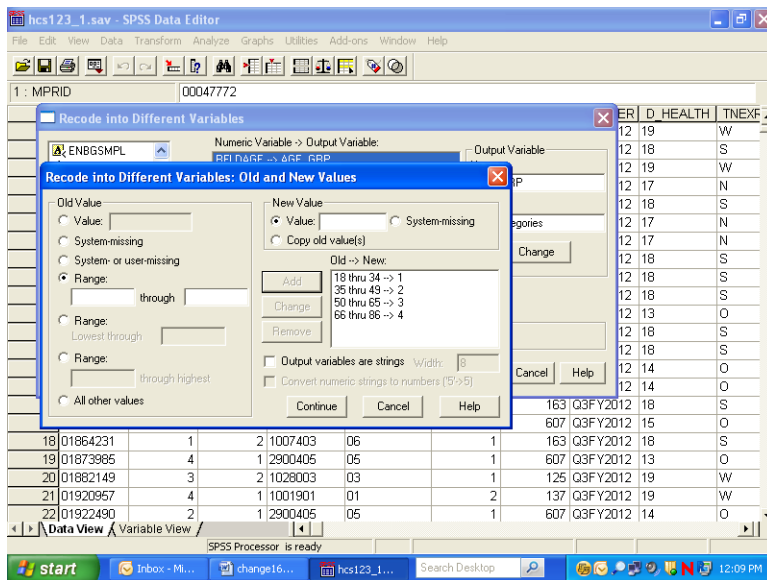 hcs123_1.sav - SPSS Data Editor
File Edit View Data Transform Analyze Graphs Utilities Add-ons Window Help
1 : MPRID 00047772
Recode into Different Variables
ENBGSMPL
Numeric Variable -> Output Variable:
Output Variable
egories
Change
Cancel Help
Recode into Different Variables: Old and New Values
Old Value
Value:
System-missing
System- or user-missing
Range:
through
Range:
Lowest through
Range:
through highest
All other values
New Value
Value: System-missing
Copy old value(s)
Old --> New:
Add
Change
Remove
18 thru 34 --> 1
35 thru 49 --> 2
50 thru 65 --> 3
66 thru 86 --> 4
Output variables are strings Width: 8
Convert numeric strings to numbers ('5'->5)
Continue Cancel Help
ER D_HEALTH TNEXF
12 19 W
12 18 S
12 19 W
12 17 N
12 18 S
12 17 N
12 17 N
12 18 S
12 18 S
12 18 S
12 13 O
12 18 S
12 18 S
12 14 O
12 14 O
163 Q3FY2012 18 S
607 Q3FY2012 15 O
18 01864231 1 2 1007403 06 1 163 Q3FY2012 18 S
19 01873985 4 1 2900405 05 1 607 Q3FY2012 13 O
20 01882149 3 2 1028003 03 1 125 Q3FY2012 19 W
21 01920957 4 1 1001901 01 2 137 Q3FY2012 19 W
22 01922490 2 1 2900405 05 1 607 Q3FY2012 14 O
Data View Variable View
SPSS Processor is ready
start Inbox - Mi... change16... hcs123_1... Search Desktop 12:09 PM